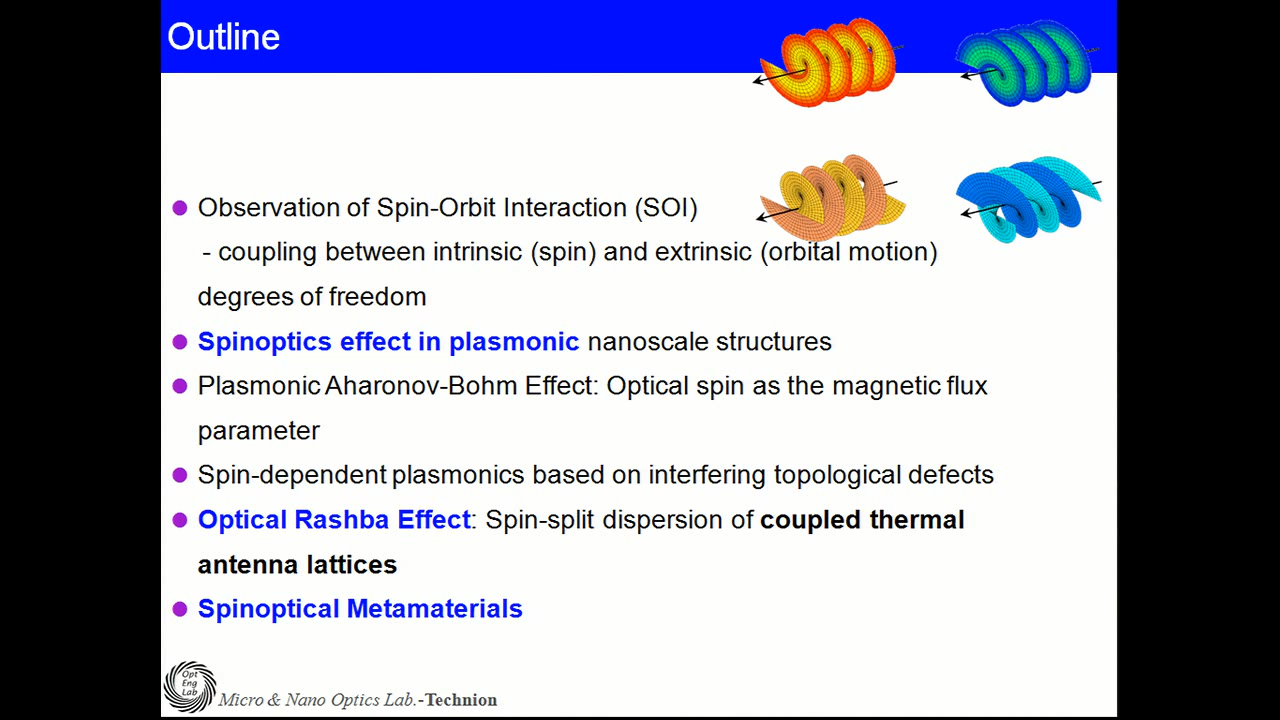 Outline
● Observation of Spin-Orbit Interaction (SOI)
- coupling between intrinsic (spin) and extrinsic (orbital motion)
degrees of freedom
● Spinoptics effect in plasmonic nanoscale structures
● Plasmonic Aharonov-Bohm Effect: Optical spin as the magnetic flux
parameter
● Spin-dependent plasmonics based on interfering topological defects
● Optical Rashba Effect: Spin-split dispersion of coupled thermal
antenna lattices
● Spinoptical Metamaterials
Opt
Eng
Lab
Micro & Nano Optics Lab.-Technion